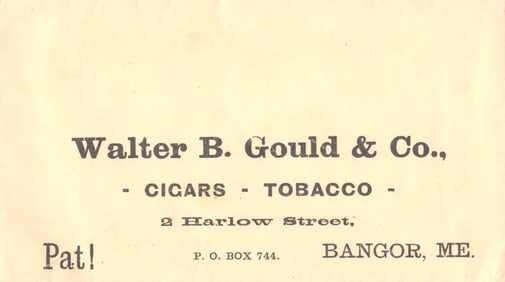 Walter B. Gould & Co.,
- CIGARS - TOBACCO -
2 Harlow Street,
Pat! P. O. BOX 744. BANGOR, ME.